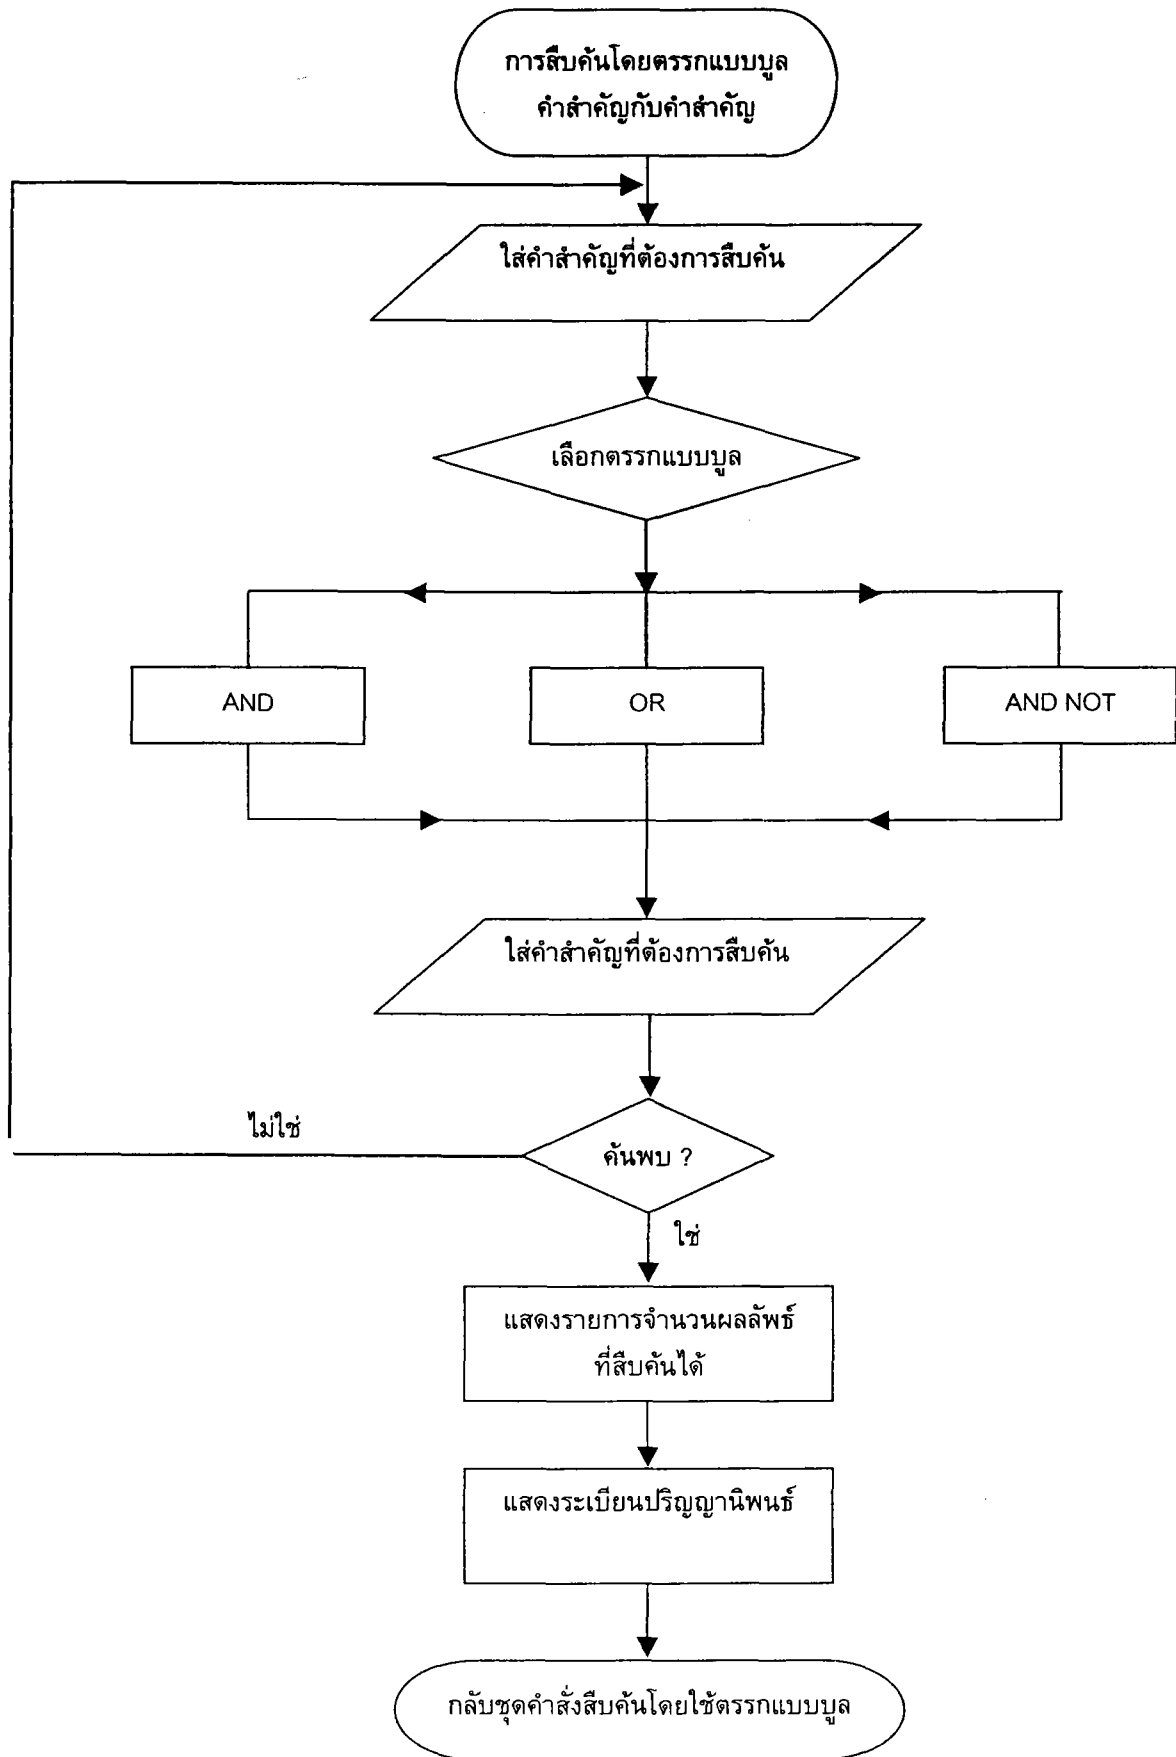 การสืบค้นโดยตรรกแบบบูล
คำสำคัญกับคำสำคัญ
ใส่คำสำคัญที่ต้องการสืบค้น
เลือกตรรกแบบบูล
AND
OR
AND NOT
ใส่คำสำคัญที่ต้องการสืบค้น
ไม่ใช่
ค้นพบ ?
ใช่
แสดงรายการจำนวนผลลัพธ์
ที่สืบค้นได้
แสดงระเบียนปริญญานิพนธ์
กลับชุดคำสั่งสืบค้นโดยใช้ตรรกแบบบูล